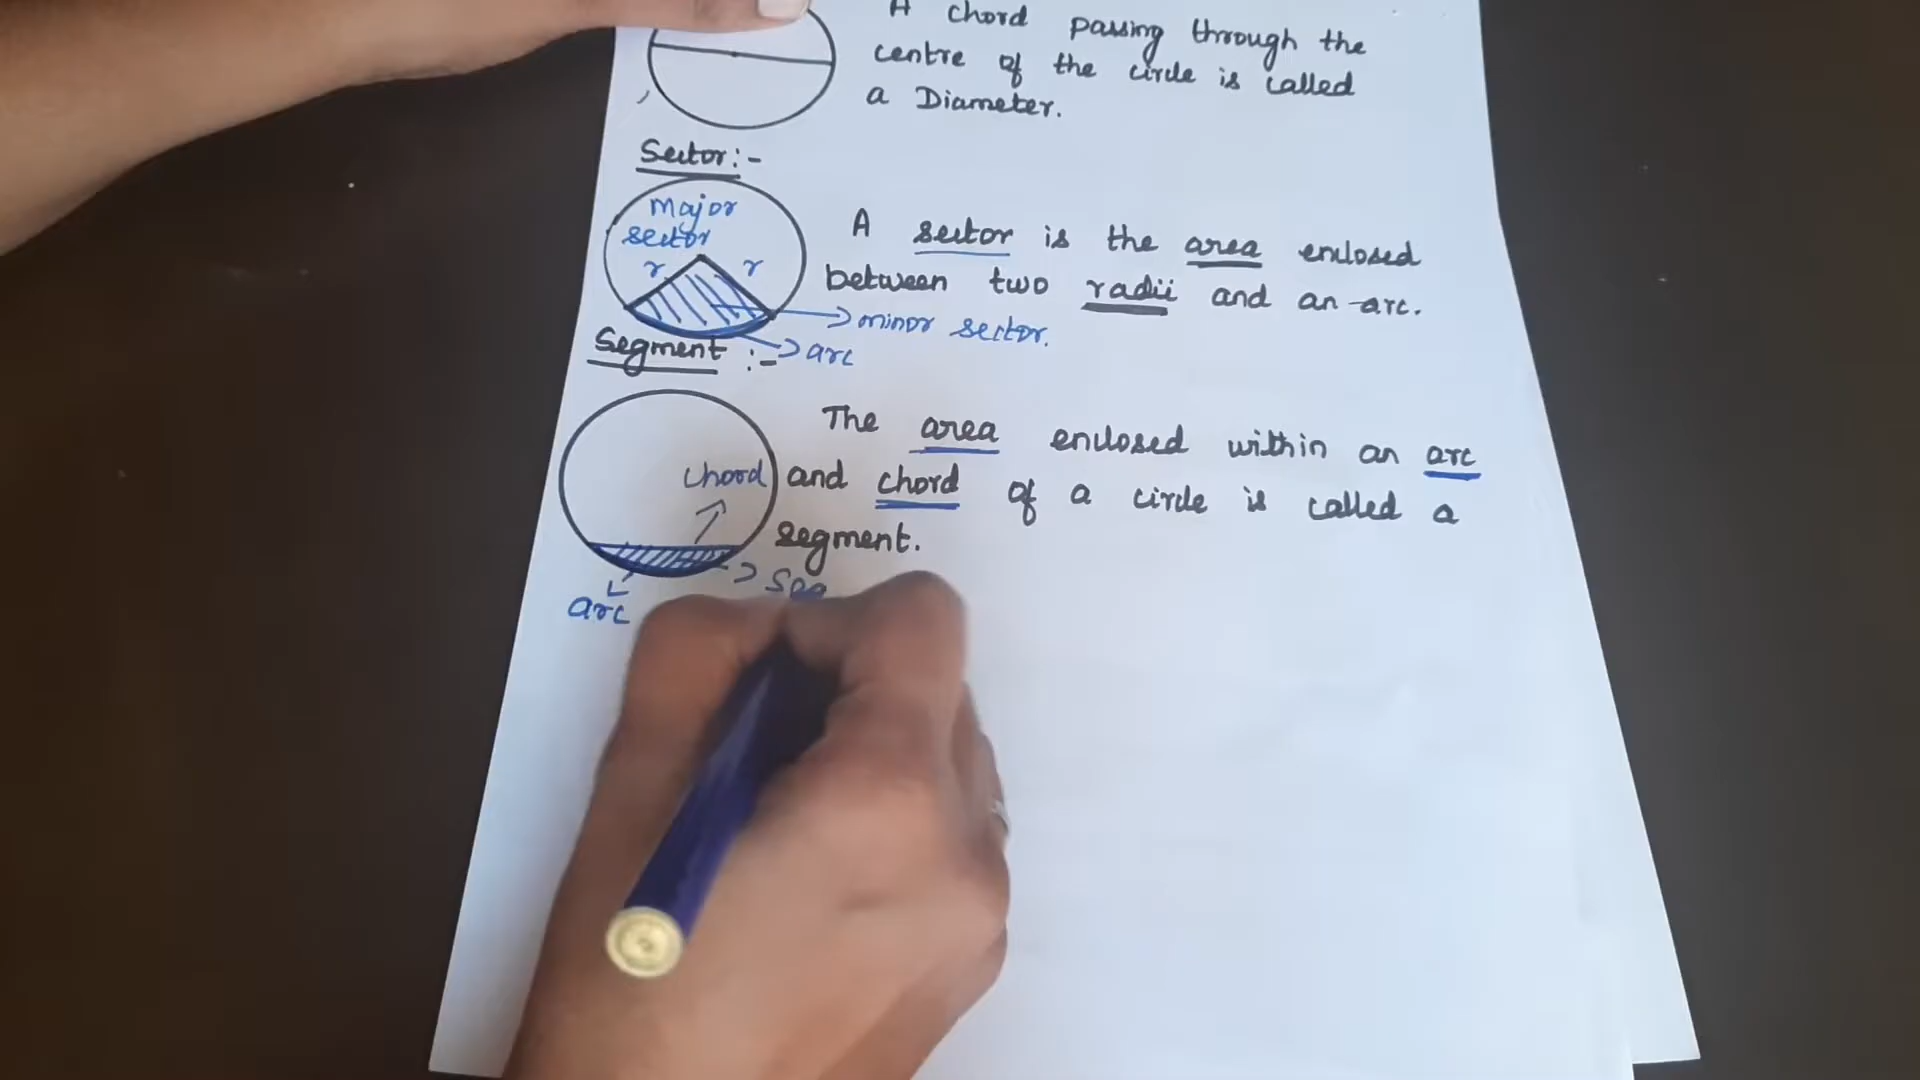 A chord passing through the
centre of the circle is called
a Diameter.
Sector:-
Major
sector
r r
A sector is the area enclosed
between two radii and an arc.
minor sector.
arc
Segment :-
The area enclosed within an arc
chord
and chord of a circle is called a
segment.
arc